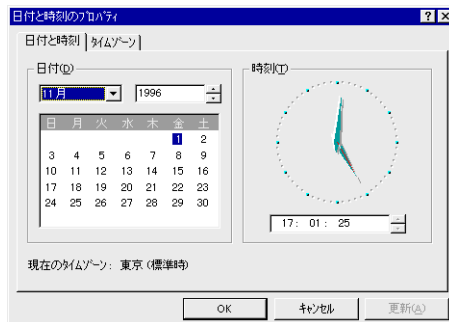 日付と時刻のﾌﾟﾛﾊﾟﾃｨ
日付と時刻 ﾀｲﾑｿﾞｰﾝ
日付(D)
11月 1996
日 月 火 水 木 金 土
1 2
3 4 5 6 7 8 9
10 11 12 13 14 15 16
17 18 19 20 21 22 23
24 25 26 27 28 29 30
時刻(T)
17: 01: 25
現在のﾀｲﾑｿﾞｰﾝ: 東京 (標準時)
OK ｷｬﾝｾﾙ 更新(A)